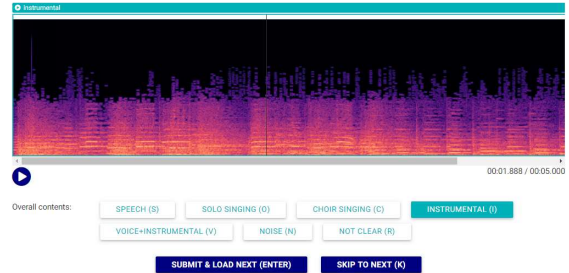 Instrumental
00:01.888 / 00:05.000
Overall contents:
SPEECH (S) SOLO SINGING (O) CHOIR SINGING (C) INSTRUMENTAL (I)
VOICE+INSTRUMENTAL (V) NOISE (N) NOT CLEAR (R)
SUBMIT & LOAD NEXT (ENTER) SKIP TO NEXT (K)